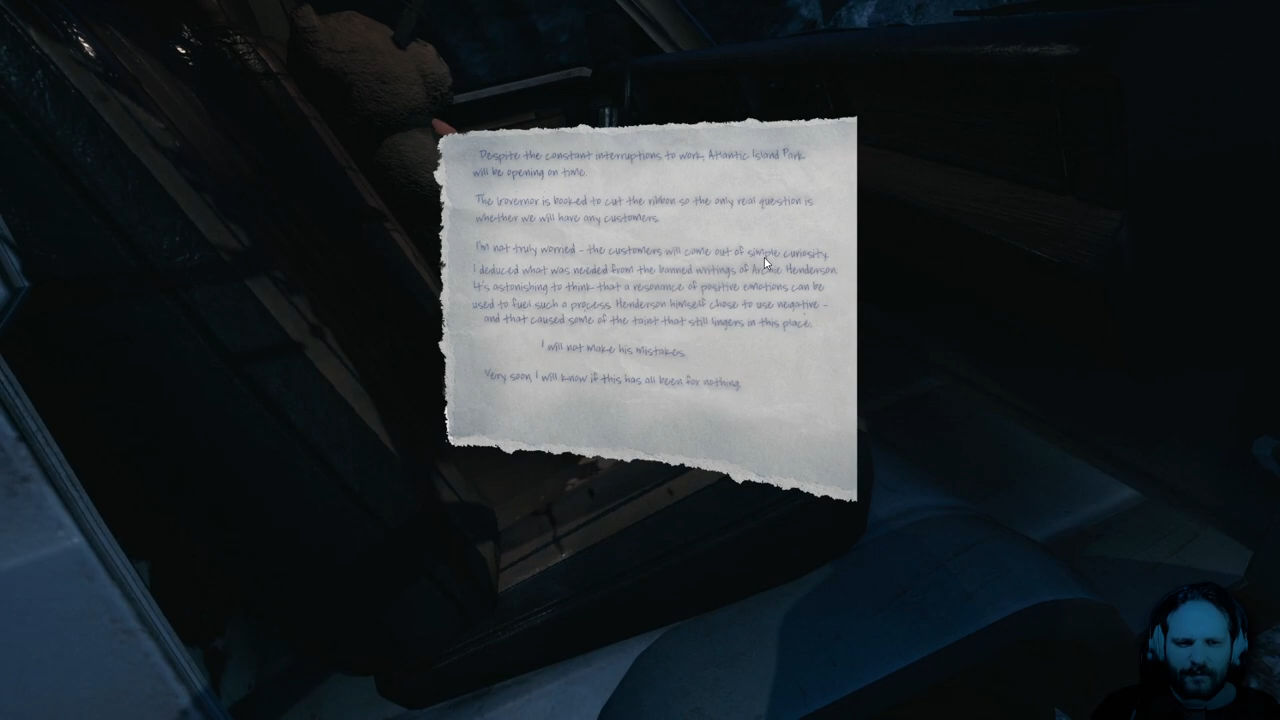 Despite the constant interruptions to work, Atlantic Island Park
will be opening on time.
The Governor is booked to cut the ribbon so the only real question is
whether we will have any customers.
I'm not truly worried - the customers will come out of simple curiosity.
I deduced what was needed from the banned writings of Archie Henderson.
It's astonishing to think that a resonance of positive emotions can be
used to fuel such a process. Henderson himself chose to use negative -
and that caused some of the taint that still lingers in this place.
I will not make his mistakes.
Very soon, I will know if this has all been for nothing.